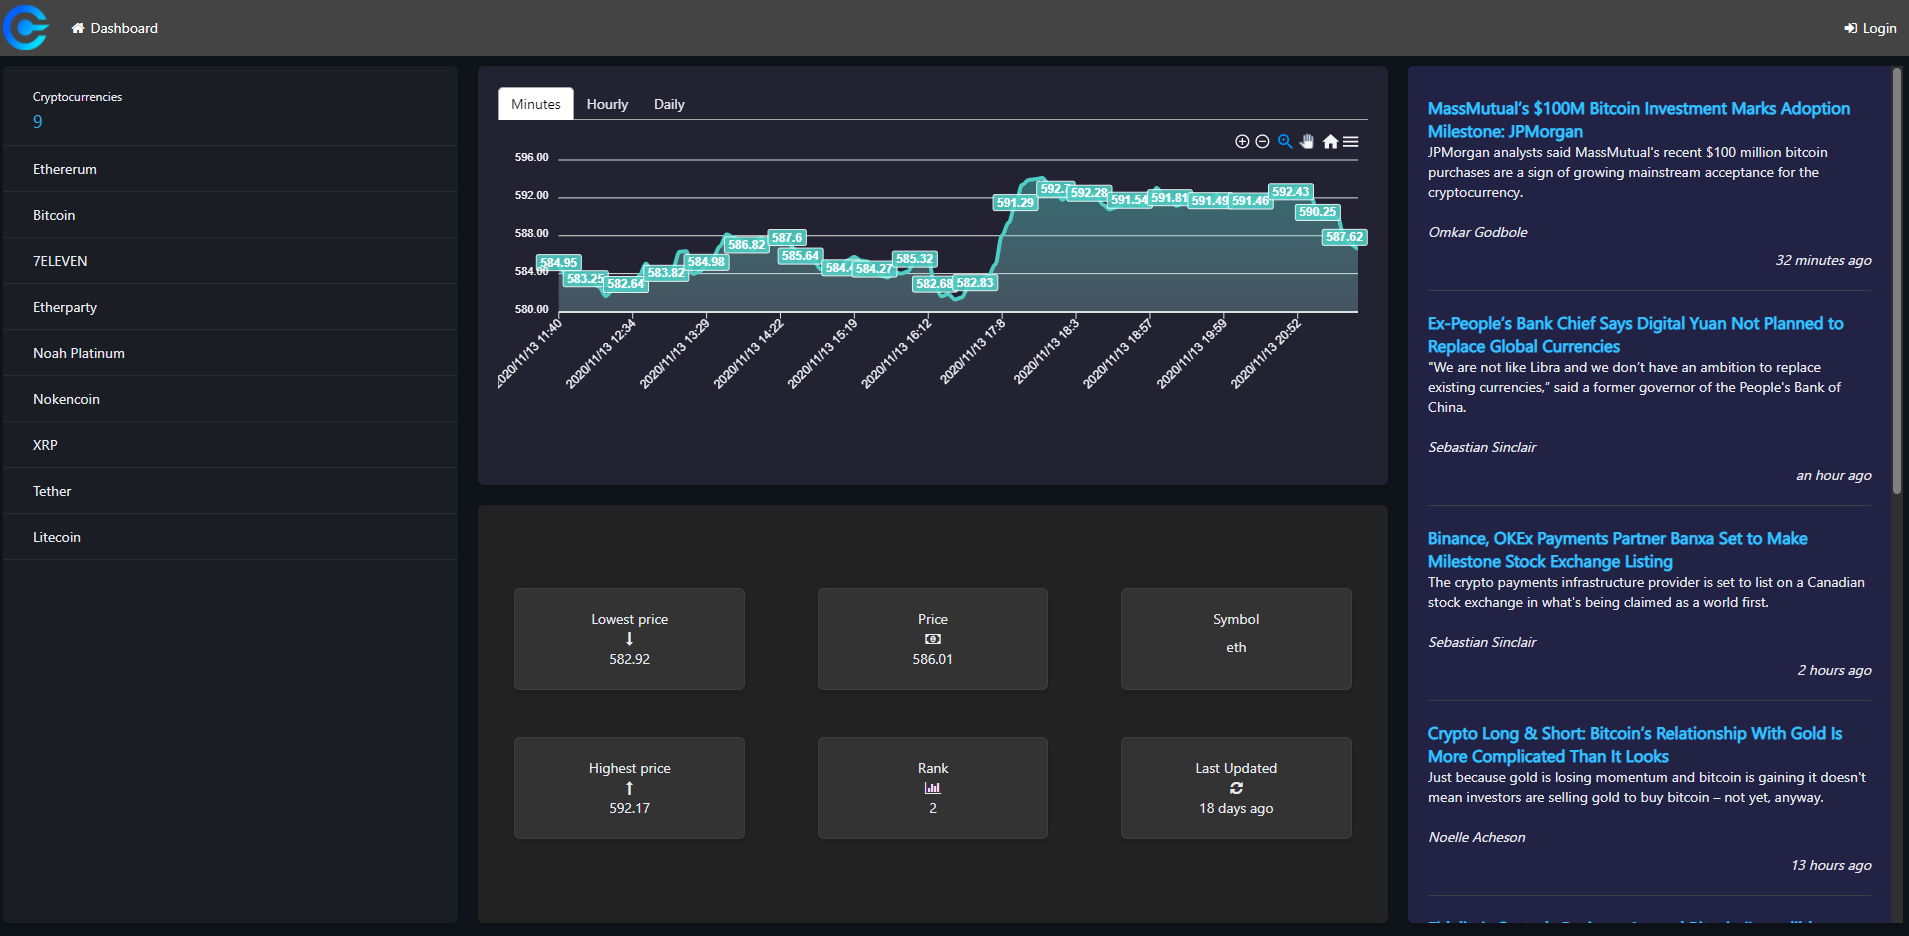 Dashboard
Login
Cryptocurrencies
9
Ethererum
Bitcoin
7ELEVEN
Etherparty
Noah Platinum
Nokencoin
XRP
Tether
Litecoin
Minutes
Hourly
Daily
596.00
592.00
588.00
584.00
580.00
584.95
583.25
582.64
583.82
584.98
586.82
587.6
585.64
584.27
585.32
582.68
582.83
591.29
592.28
591.54
591.81
591.49
591.46
592.43
590.25
587.62
2020/11/13 11:40
2020/11/13 12:34
2020/11/13 13:29
2020/11/13 14:22
2020/11/13 15:19
2020/11/13 16:12
2020/11/13 17:8
2020/11/13 18:3
2020/11/13 18:57
2020/11/13 19:59
2020/11/13 20:52
Lowest price
582.92
Price
586.01
Symbol
eth
Highest price
592.17
Rank
2
Last Updated
18 days ago
MassMutual’s $100M Bitcoin Investment Marks Adoption
Milestone: JPMorgan
JPMorgan analysts said MassMutual's recent $100 million bitcoin
purchases are a sign of growing mainstream acceptance for the
cryptocurrency.
Omkar Godbole
32 minutes ago
Ex-People’s Bank Chief Says Digital Yuan Not Planned to
Replace Global Currencies
"We are not like Libra and we don’t have an ambition to replace
existing currencies,” said a former governor of the People's Bank of
China.
Sebastian Sinclair
an hour ago
Binance, OKEx Payments Partner Banxa Set to Make
Milestone Stock Exchange Listing
The crypto payments infrastructure provider is set to list on a Canadian
stock exchange in what's being claimed as a world first.
Sebastian Sinclair
2 hours ago
Crypto Long & Short: Bitcoin’s Relationship With Gold Is
More Complicated Than It Looks
Just because gold is losing momentum and bitcoin is gaining it doesn't
mean investors are selling gold to buy bitcoin – not yet, anyway.
Noelle Acheson
13 hours ago